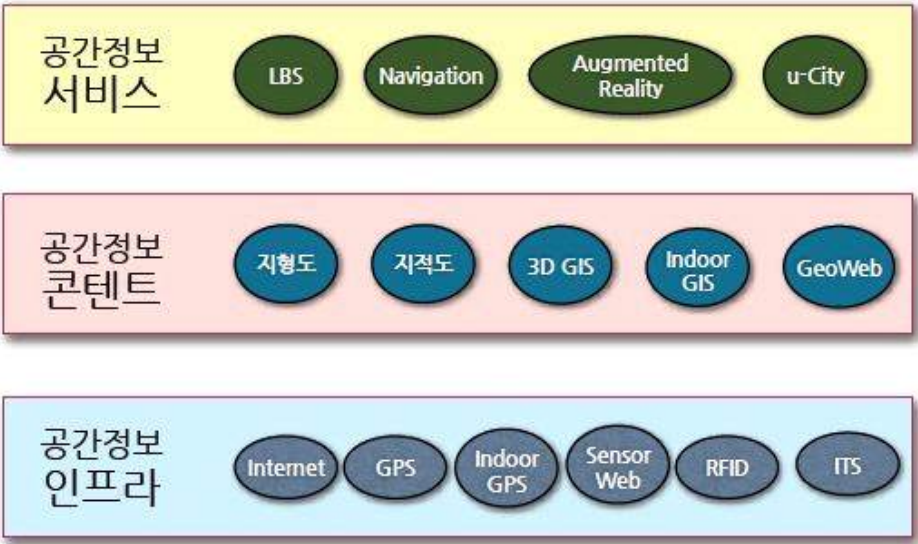 공간정보
서비스
LBS
Navigation
Augmented
Reality
u-City
공간정보
콘텐트
지형도
지적도
3D GIS
Indoor
GIS
GeoWeb
공간정보
인프라
Internet
GPS
Indoor
GPS
Sensor
Web
RFID
ITS